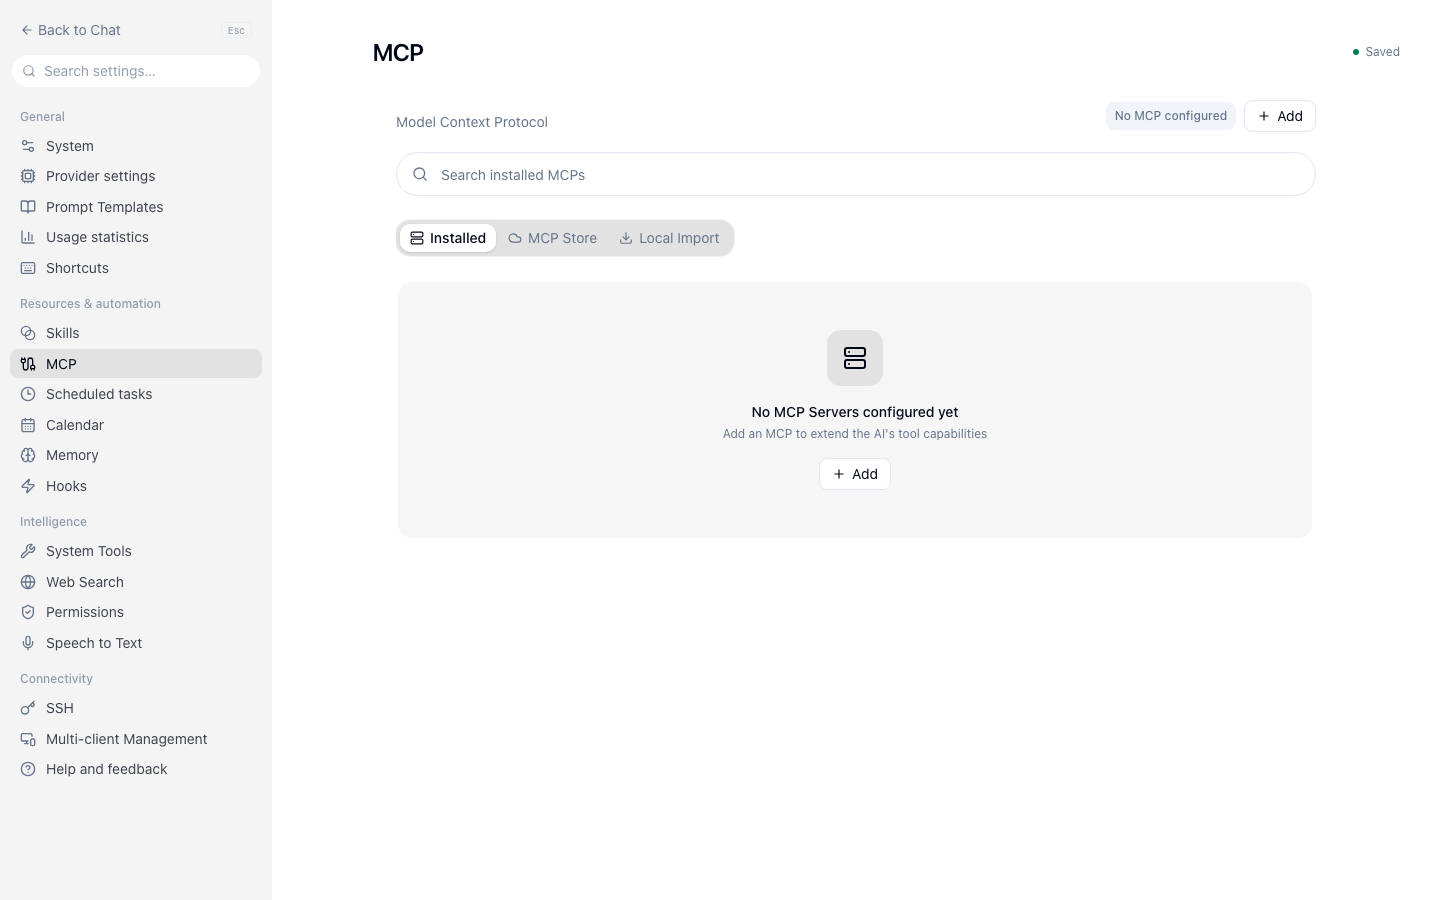 Back to Chat
Esc
Search settings...
General
System
Provider settings
Prompt Templates
Usage statistics
Shortcuts
Resources & automation
Skills
MCP
Scheduled tasks
Calendar
Memory
Hooks
Intelligence
System Tools
Web Search
Permissions
Speech to Text
Connectivity
SSH
Multi-client Management
Help and feedback
MCP
Saved
Model Context Protocol
No MCP configured
Add
Search installed MCPs
Installed
MCP Store
Local Import
No MCP Servers configured yet
Add an MCP to extend the AI's tool capabilities
Add